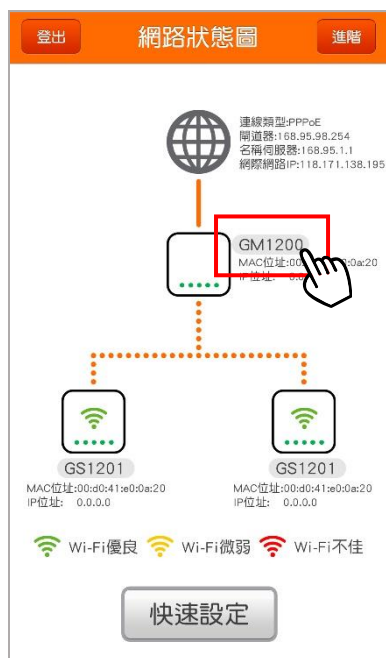 登出 網路狀態圖 進階
連線類型:PPPoE
閘道器:168.95.98.254
名稱伺服器:168.95.1.1
網際網路IP:118.171.138.195
GM1200
MAC位址:00: :0a:20
IP位址: 0.0
GS1201 GS1201
MAC位址:00:d0:41:e0:0a:20 MAC位址:00:d0:41:e0:0a:20
IP位址: 0.0.0.0 IP位址: 0.0.0.0
Wi-Fi優良 Wi-Fi微弱 Wi-Fi不佳
快速設定